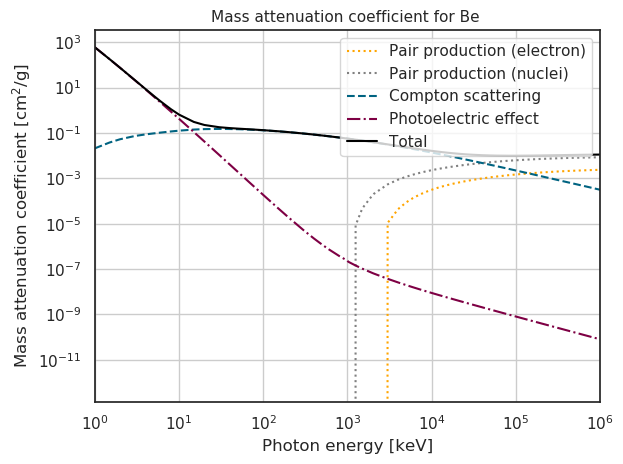 Mass attenuation coefficient for Be
Mass attenuation coefficient [cm²/g]
10³
10¹
10⁻¹
10⁻³
10⁻⁵
10⁻⁷
10⁻⁹
10⁻¹¹
Pair production (electron)
Pair production (nuclei)
Compton scattering
Photoelectric effect
Total
10⁰ 10¹ 10² 10³ 10⁴ 10⁵ 10⁶
Photon energy [keV]